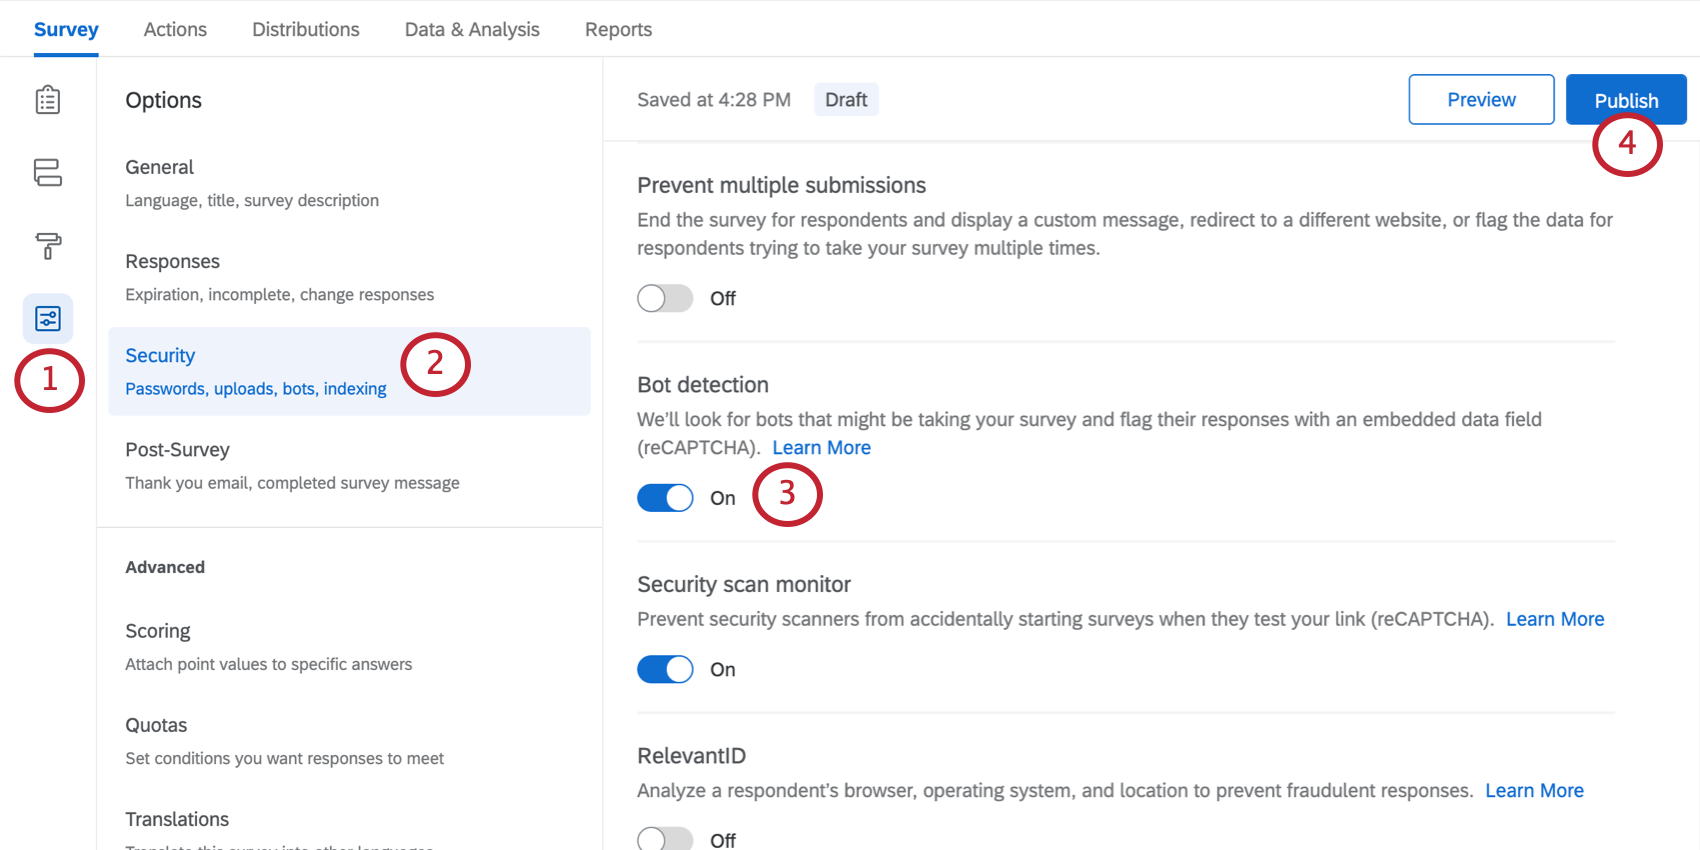 Survey Actions Distributions Data & Analysis Reports
Options
General
Language, title, survey description
Responses
Expiration, incomplete, change responses
Security
Passwords, uploads, bots, indexing
Post-Survey
Thank you email, completed survey message
Advanced
Scoring
Attach point values to specific answers
Quotas
Set conditions you want responses to meet
Translations
Translate this survey into other languages
1
2
Saved at 4:28 PM Draft Preview Publish
4
Prevent multiple submissions
End the survey for respondents and display a custom message, redirect to a different website, or flag the data for
respondents trying to take your survey multiple times.
Off
Bot detection
We'll look for bots that might be taking your survey and flag their responses with an embedded data field
(reCAPTCHA). Learn More
On
3
Security scan monitor
Prevent security scanners from accidentally starting surveys when they test your link (reCAPTCHA). Learn More
On
RelevantID
Analyze a respondent's browser, operating system, and location to prevent fraudulent responses. Learn More
Off